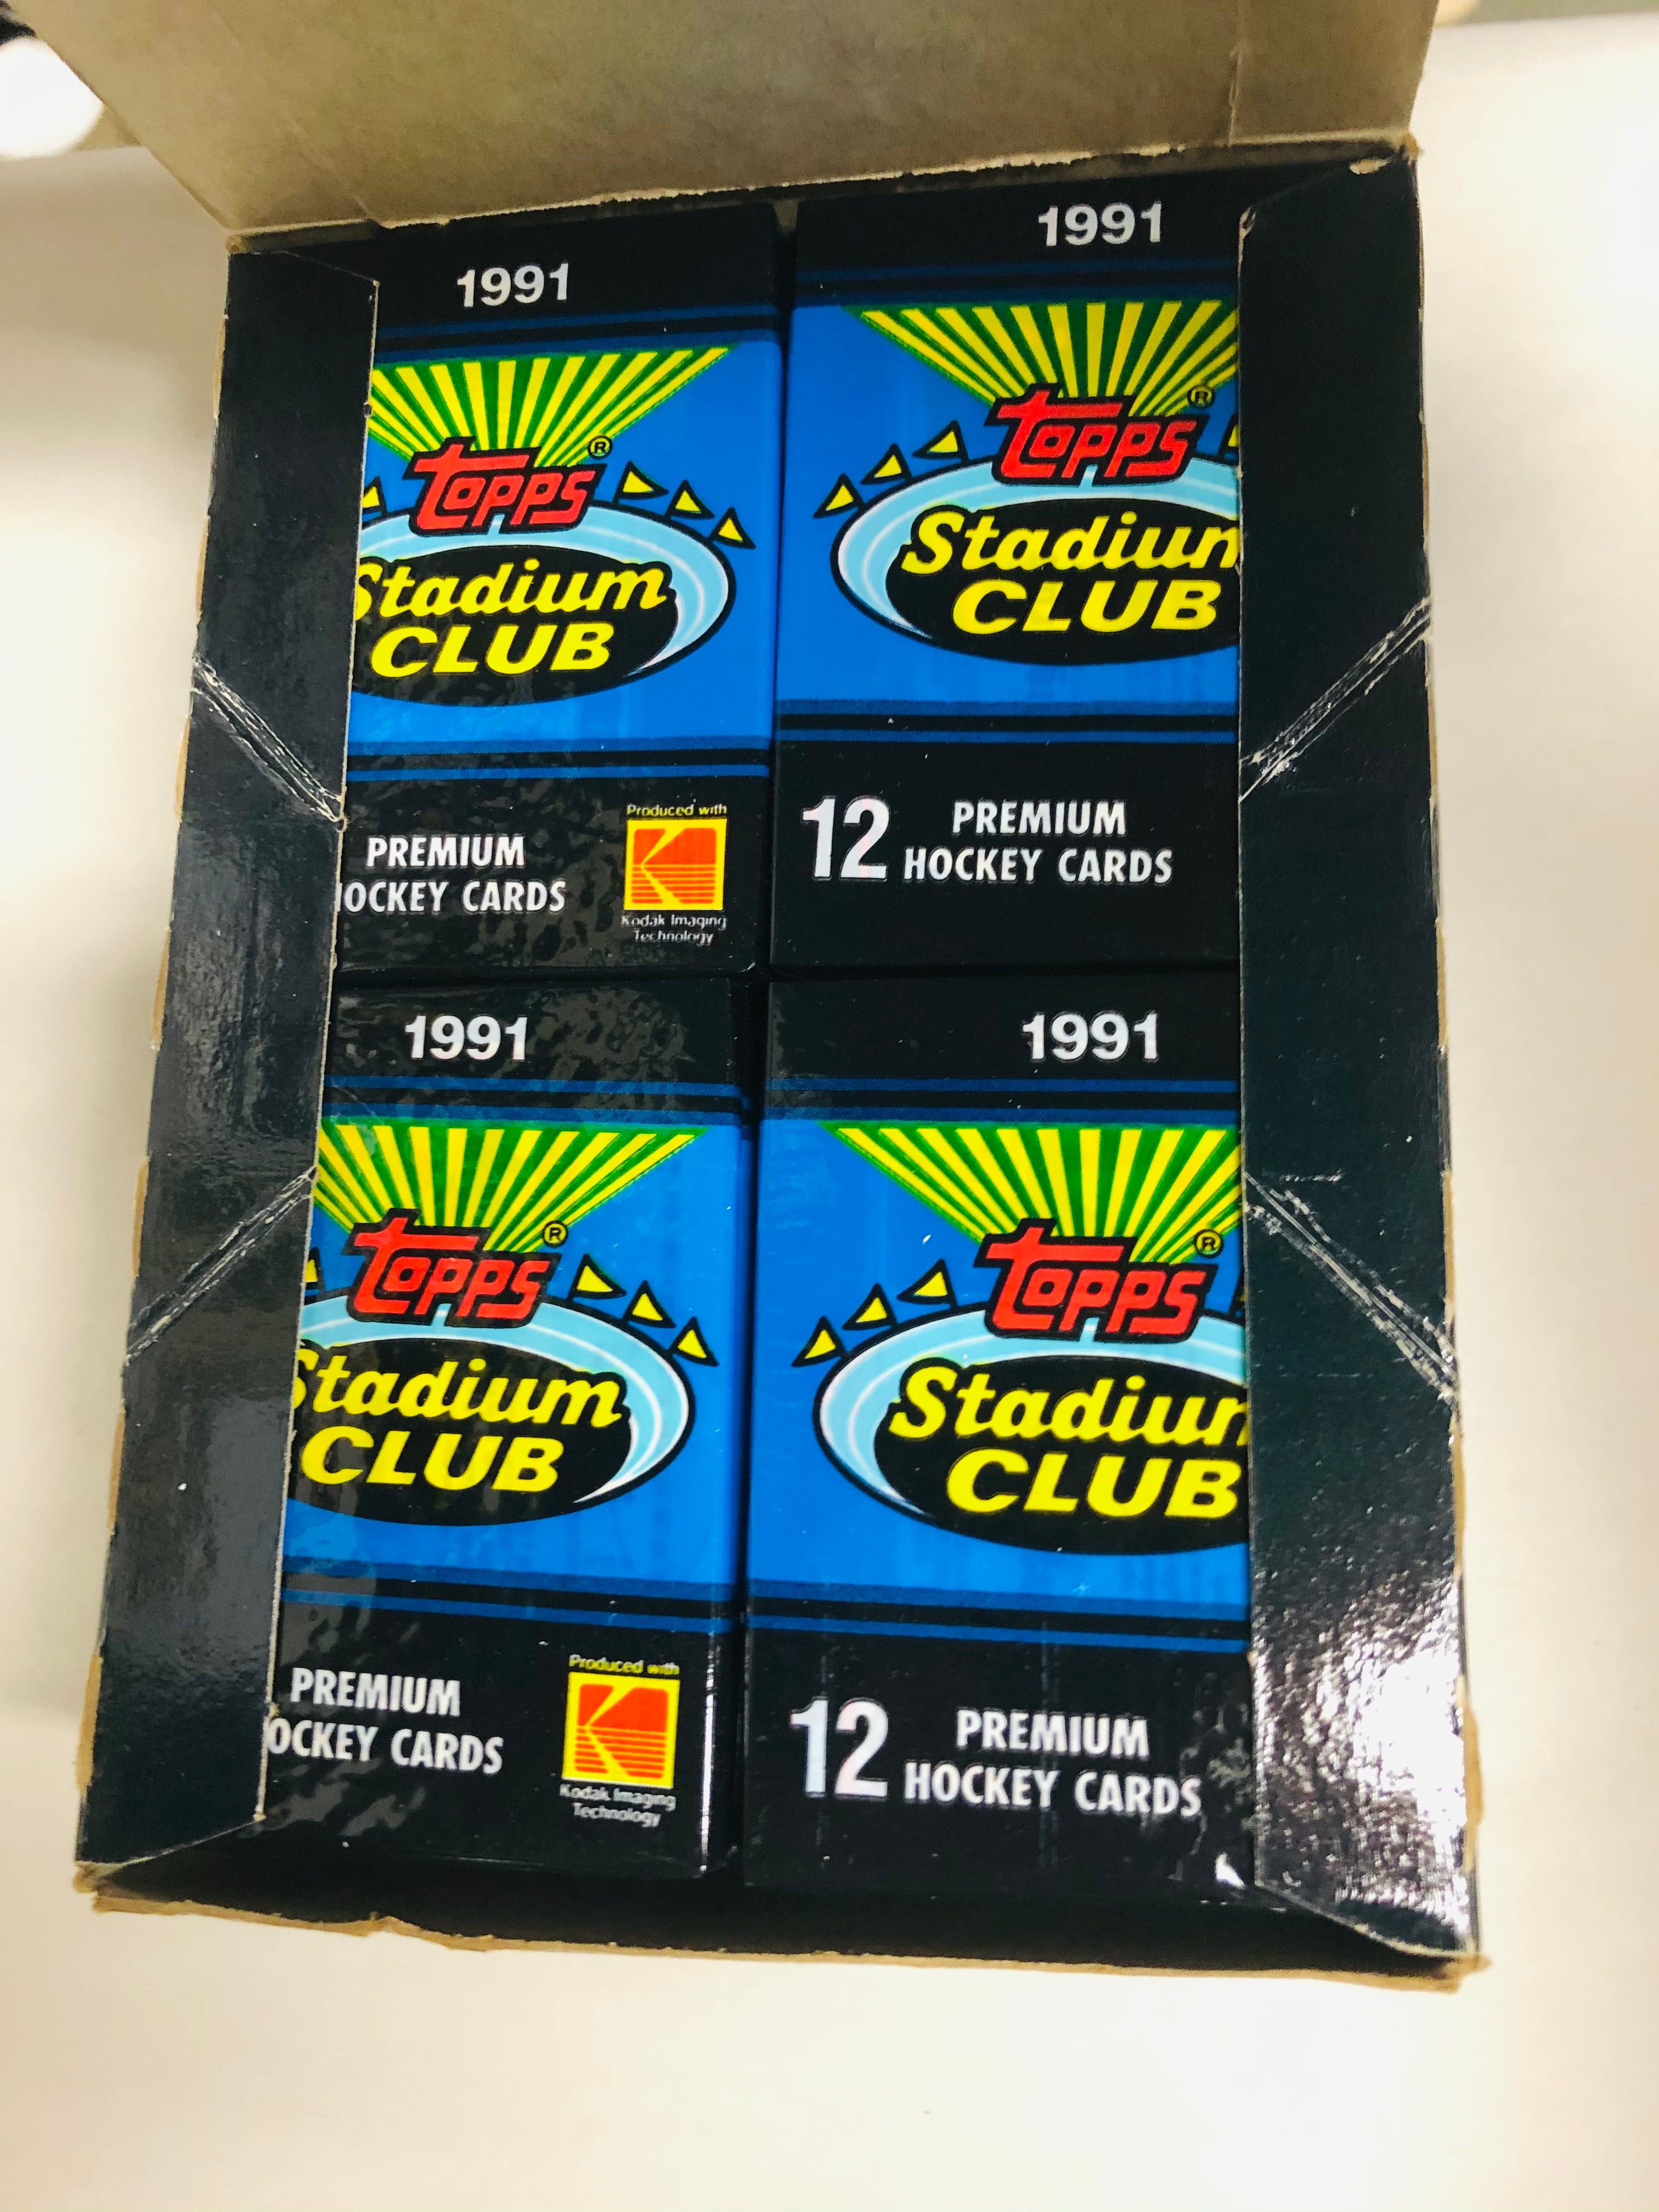 1991
Topps®
Stadium
CLUB
PREMIUM
OCKEY CARDS
Produced with
Kodak Imaging
Technology
1991
Topps®
Stadium
CLUB
12 PREMIUM
HOCKEY CARDS
1991
Topps®
Stadium
CLUB
PREMIUM
OCKEY CARDS
Produced with
Kodak Imaging
Technology
1991
Topps®
Stadium
CLUB
12 PREMIUM
HOCKEY CARDS